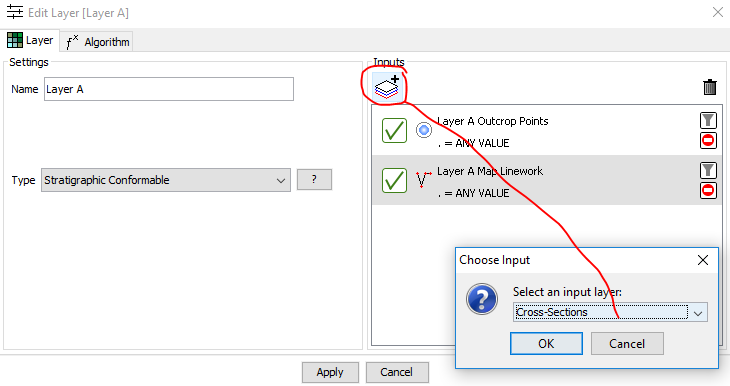 Edit Layer [Layer A]
Layer
fx Algorithm
Settings
Name Layer A
Type Stratigraphic Conformable ?
Inputs
Layer A Outcrop Points
. = ANY VALUE
Layer A Map Linework
. = ANY VALUE
Choose Input
?
Select an input layer:
Cross-Sections
OK Cancel
Apply Cancel